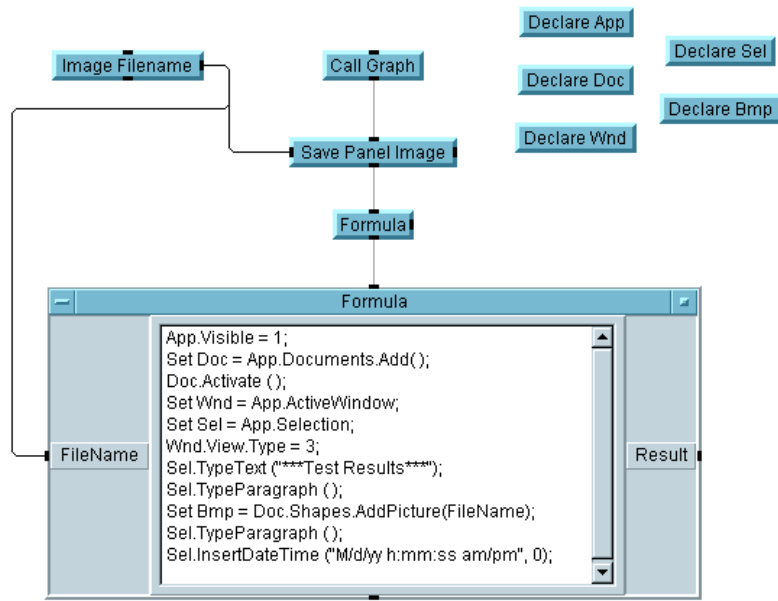 Declare App
Image Filename
Call Graph
Declare Sel
Declare Doc
Declare Bmp
Declare Wnd
Save Panel Image
Formula
Formula
App.Visible = 1;
Set Doc = App.Documents.Add();
Doc.Activate ();
Set Wnd = App.ActiveWindow;
Set Sel = App.Selection;
Wnd.View.Type = 3;
Sel.TypeText ("***Test Results***");
Sel.TypeParagraph ();
Set Bmp = Doc.Shapes.AddPicture(FileName);
Sel.TypeParagraph ();
Sel.InsertDateTime ("M/d/yy h:mm:ss am/pm", 0);
FileName
Result